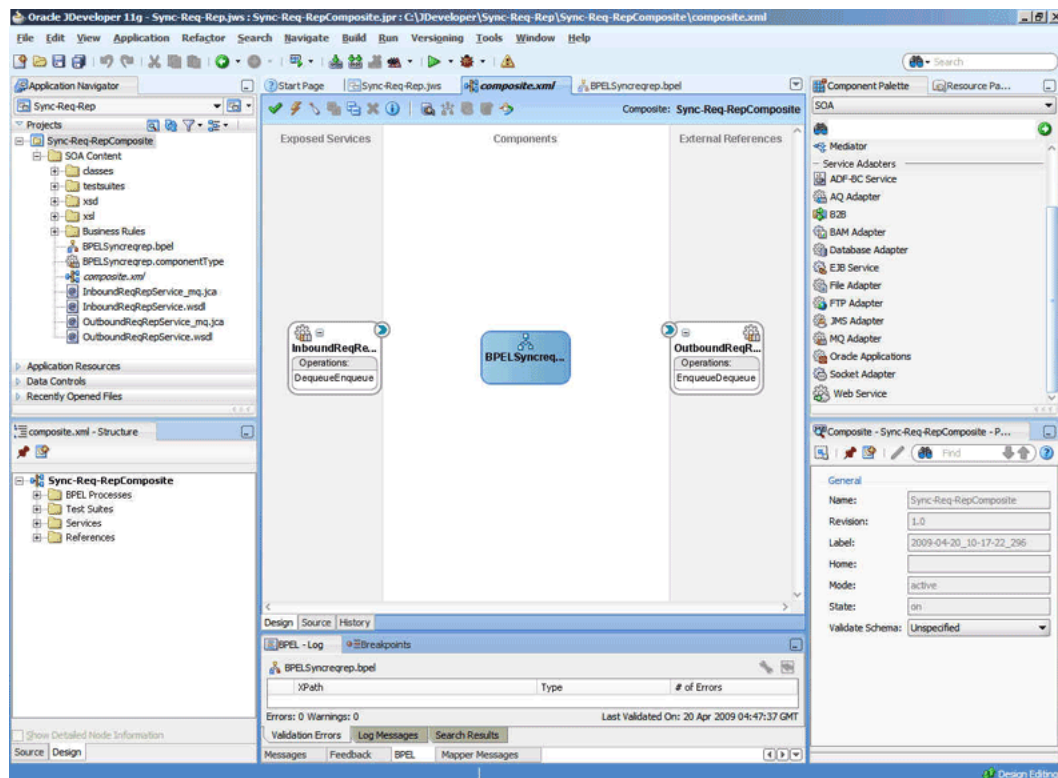 Oracle JDeveloper 11g - Sync-Req-Rep.jws : Sync-Req-RepComposite.jpr : C:\JDeveloper\Sync-Req-Rep\Sync-Req-RepComposite\composite.xml
File Edit View Application Refactor Search Navigate Build Run Versioning Tools Window Help
Search
Application Navigator
Sync-Req-Rep
Projects
Sync-Req-RepComposite
SOA Content
classes
testsuites
xsd
xsl
Business Rules
BPELSyncreqrep.bpel
BPELSyncreqrep.componentType
composite.xml
InboundReqRepService_mq.jca
InboundReqRepService.wsdl
OutboundReqRepService_mq.jca
OutboundReqRepService.wsdl
Application Resources
Data Controls
Recently Opened Files
composite.xml - Structure
Sync-Req-RepComposite
BPEL Processes
Test Suites
Services
References
Show Detailed Node Information
Source Design
Start Page Sync-Req-Rep.jws composite.xml BPELSyncreqrep.bpel
Composite: Sync-Req-RepComposite
Exposed Services Components External References
InboundReqRe...
Operations:
DequeueEnqueue
BPELSyncreq...
OutboundReqR...
Operations:
EnqueueDequeue
Design Source History
BPEL - Log Breakpoints
BPELSyncreqrep.bpel
XPath Type # of Errors
Errors: 0 Warnings: 0 Last Validated On: 20 Apr 2009 04:47:37 GMT
Validation Errors Log Messages Search Results
Messages Feedback BPEL Mapper Messages
Component Palette Resource Pa...
SOA
Mediator
Service Adapters
ADF-BC Service
AQ Adapter
B2B
BAM Adapter
Database Adapter
EJB Service
File Adapter
FTP Adapter
JMS Adapter
MQ Adapter
Oracle Applications
Socket Adapter
Web Service
Composite - Sync-Req-RepComposite - P...
Find
General
Name: Sync-Req-RepComposite
Revision: 1.0
Label: 2009-04-20_10-17-22_296
Home:
Mode: active
State: on
Validate Schema: Unspecified
Design Editing